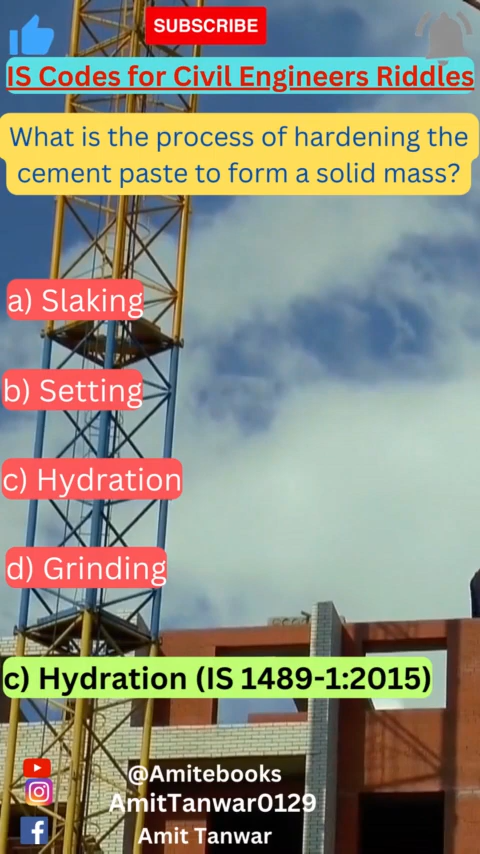 SUBSCRIBE
IS Codes for Civil Engineers Riddles
What is the process of hardening the
cement paste to form a solid mass?
a) Slaking
b) Setting
c) Hydration
d) Grinding
c) Hydration (IS 1489-1:2015)
@Amitebooks
AmitTanwar0129
Amit Tanwar